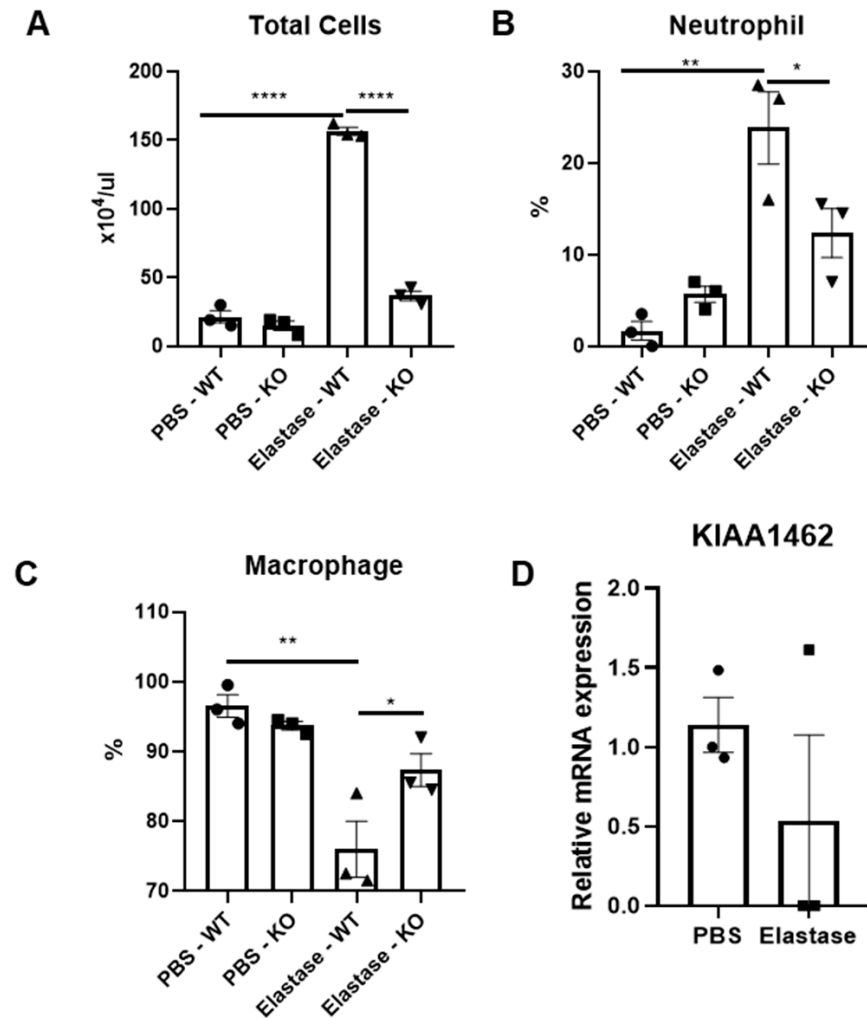 A
Total Cells
x10⁴/ul
200
150
100
50
0
****
****
PBS - WT
PBS - KO
Elastase - WT
Elastase - KO
B
Neutrophil
%
30
20
10
0
**
*
PBS - WT
PBS - KO
Elastase - WT
Elastase - KO
C
Macrophage
%
110
100
90
80
70
**
*
PBS - WT
PBS - KO
Elastase - WT
Elastase - KO
D
KIAA1462
Relative mRNA expression
2.0
1.5
1.0
0.5
0.0
PBS
Elastase